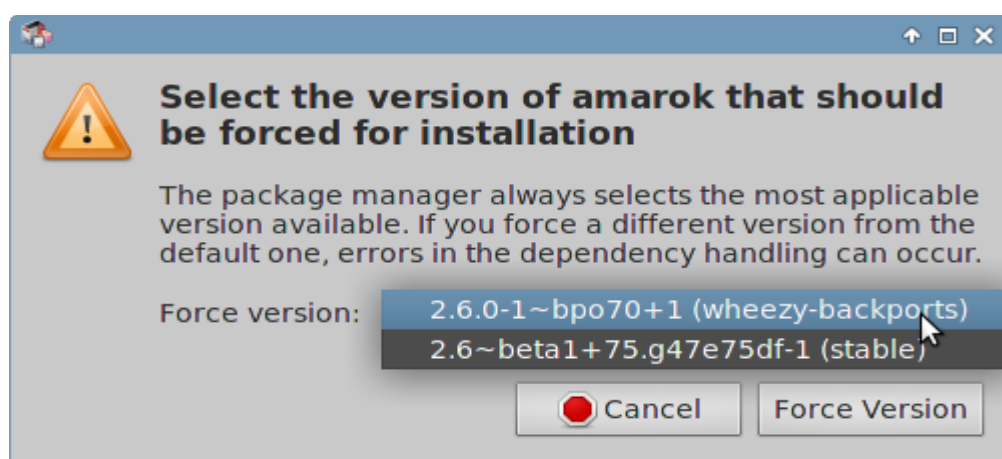 Select the version of amarok that should
be forced for installation
The package manager always selects the most applicable
version available. If you force a different version from the
default one, errors in the dependency handling can occur.
Force version:
2.6.0-1~bpo70+1 (wheezy-backports)
2.6~beta1+75.g47e75df-1 (stable)
Cancel
Force Version